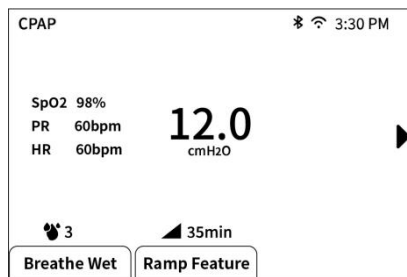 CPAP 3:30 PM
SpO2 98%
PR 60bpm
HR 60bpm
12.0
cmH2O
3 35min
Breathe Wet Ramp Feature